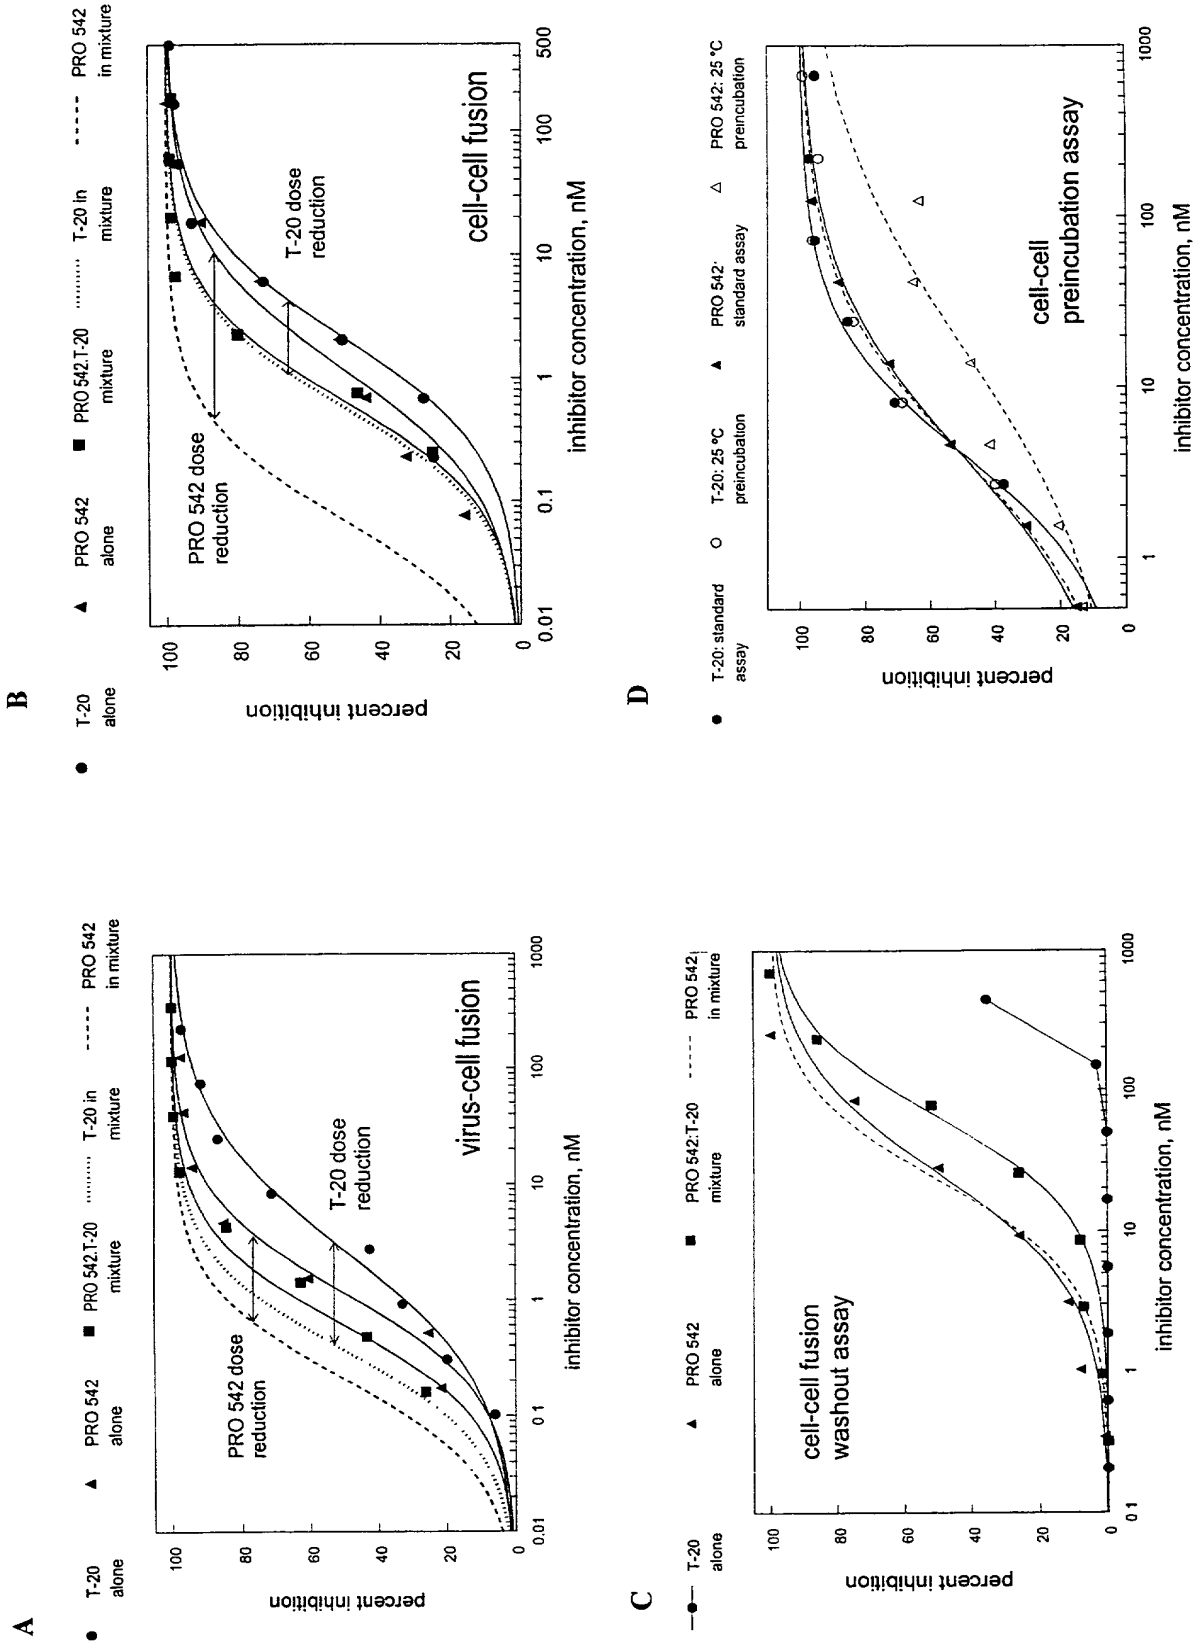 A
T-20
alone
PRO 542
alone
PRO 542.T-20
mixture
T-20 in
mixture
PRO 542
in mixture
percent inhibition
100
80
60
40
20
0
PRO 542 dose
reduction
T-20 dose
reduction
virus-cell fusion
0.01
0 1
1
10
100
1000
inhibitor concentration, nM
B
T-20
alone
PRO 542
alone
PRO 542.T-20
mixture
T-20 in
mixture
PRO 542
in mixture
percent inhibition
100
80
60
40
20
0
PRO 542 dose
reduction
T-20 dose
reduction
cell-cell fusion
0.01
0.1
1
10
100
500
inhibitor concentration, nM
C
T-20
alone
PRO 542
alone
PRO 542:T-20
mixture
PRO 542:
in mixture
percent inhibition
100
80
60
40
20
0
cell-cell fusion
washout assay
0 1
1
10
100
1000
inhibitor concentration, nM
D
T-20: standard
assay
T-20: 25 °C
preincubation
PRO 542'
standard assay
PRO 542: 25 °C
preincubation
percent inhibition
100
80
60
40
20
0
cell-cell
preincubation assay
1
10
100
1000
inhibitor concentration, nM